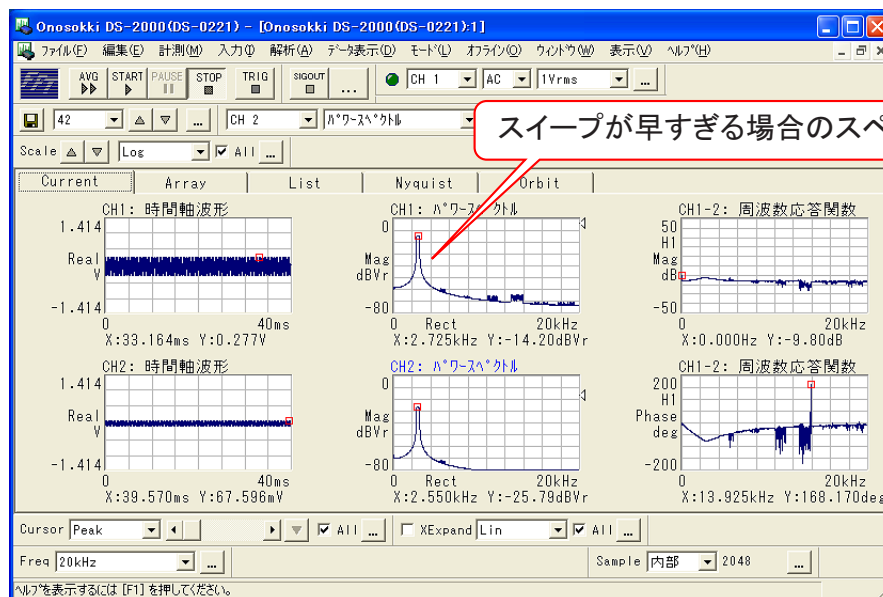 Onosokki DS-2000(DS-0221) - [Onosokki DS-2000(DS-0221):1]
ファイル(F) 編集(E) 計測(M) 入力(I) 解析(A) データ表示(D) モード(L) オフライン(O) ウィンドウ(W) 表示(V) ヘルプ(H)
AVG START PAUSE STOP TRIG SIGOUT ... CH 1 AC 1Vrms ...
42 ... CH 2 パワースペクトル
スイープが早すぎる場合のスペ
Scale Log All ...
Current Array List Nyquist Orbit
CH1: 時間軸波形
1.414
Real
V
-1.414
0 40ms
X:33.164ms Y:0.277V
CH1: パワースペクトル
0
Mag
dBVr
-80
0 Rect 20kHz
X:2.725kHz Y:-14.20dBVr
CH1-2: 周波数応答関数
50
H1
Mag
dB
-50
0 20kHz
X:0.000Hz Y:-9.80dB
CH2: 時間軸波形
1.414
Real
V
-1.414
0 40ms
X:39.570ms Y:67.596mV
CH2: パワースペクトル
0
Mag
dBVr
-80
0 Rect 20kHz
X:2.550kHz Y:-25.79dBVr
CH1-2: 周波数応答関数
200
H1
Phase
deg
-200
0 20kHz
X:13.925kHz Y:168.170deg
Cursor Peak All ... XExpand Lin All ...
Freq 20kHz ... Sample 内部 2048 ...
ヘルプを表示するには [F1] を押してください。